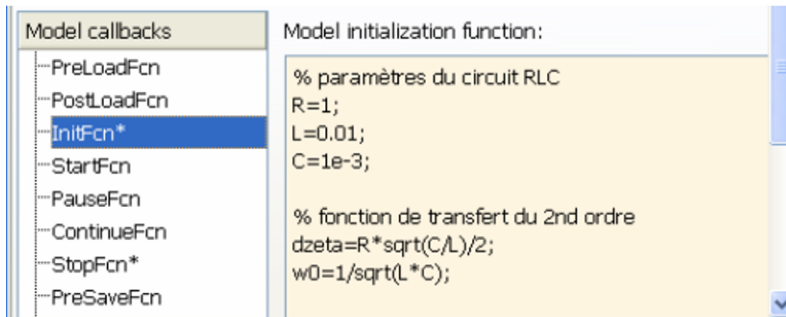 Model callbacks
PreLoadFcn
PostLoadFcn
InitFcn*
StartFcn
PauseFcn
ContinueFcn
StopFcn*
PreSaveFcn
Model initialization function:
% paramètres du circuit RLC
R=1;
L=0.01;
C=1e-3;
% fonction de transfert du 2nd ordre
dzeta=R*sqrt(C/L)/2;
w0=1/sqrt(L*C);